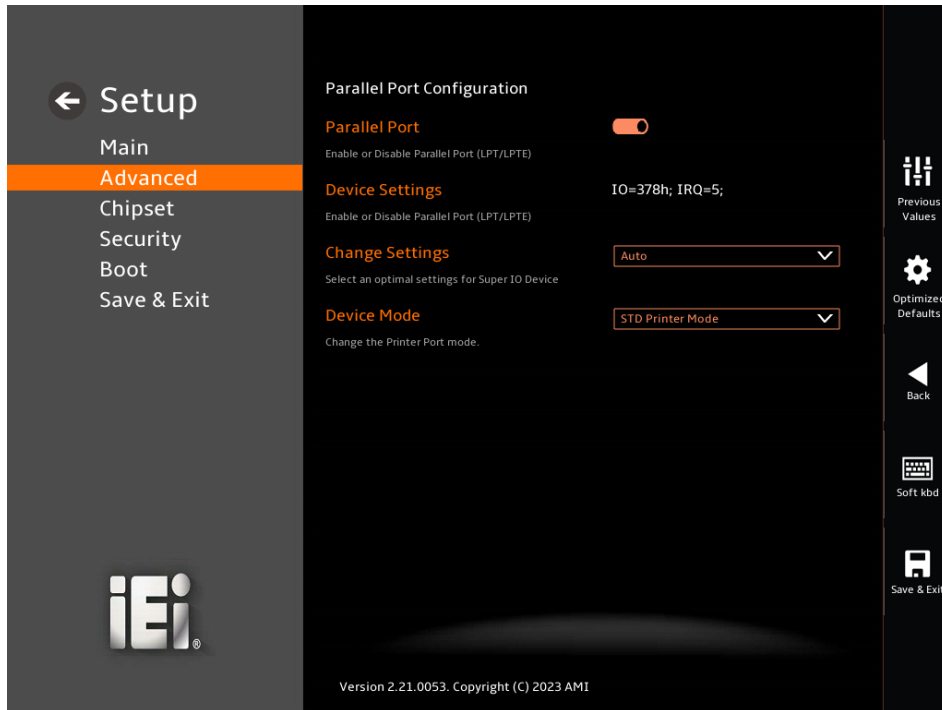 Setup
Main
Advanced
Chipset
Security
Boot
Save & Exit
iEi®
Parallel Port Configuration
Parallel Port
Enable or Disable Parallel Port (LPT/LPTE)
Device Settings IO=378h; IRQ=5;
Enable or Disable Parallel Port (LPT/LPTE)
Change Settings Auto
Select an optimal settings for Super IO Device
Device Mode STD Printer Mode
Change the Printer Port mode.
Version 2.21.0053. Copyright (C) 2023 AMI
Previous
Values
Optimized
Defaults
Back
Soft kbd
Save & Exit